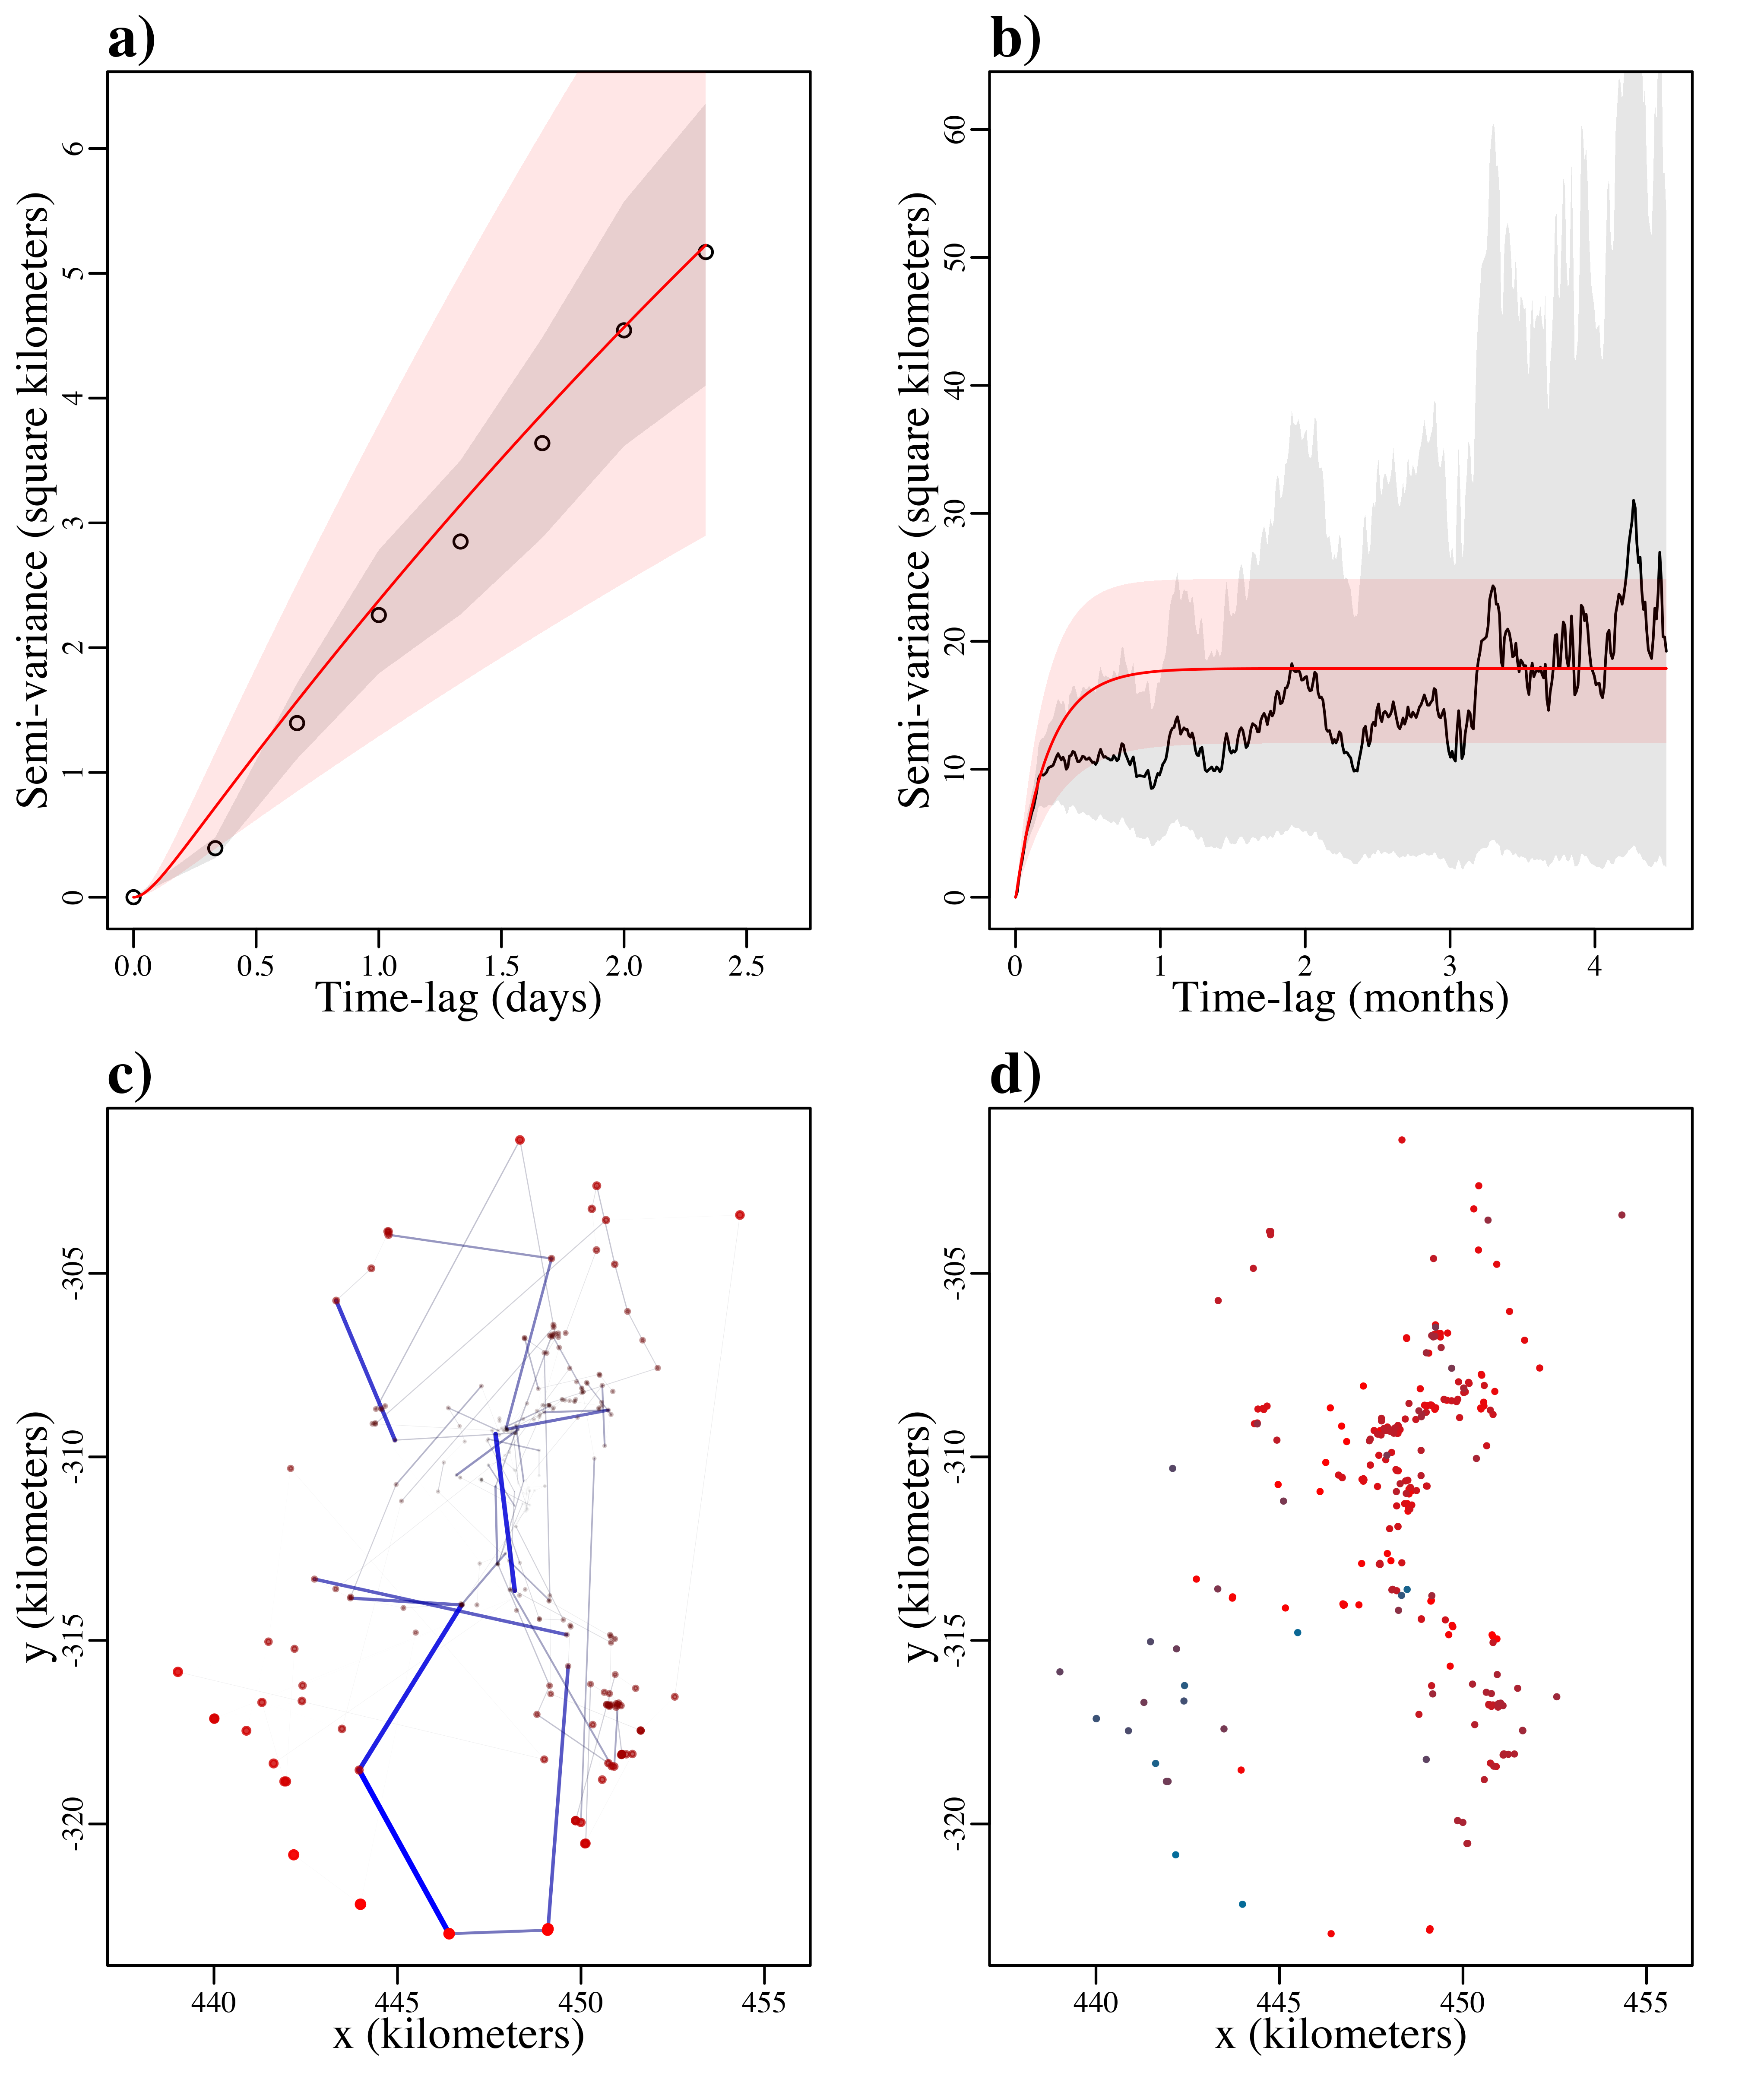 a)
Semi-variance (square kilometers)
0 1 2 3 4 5 6
0.0 0.5 1.0 1.5 2.0 2.5
Time-lag (days)
b)
Semi-variance (square kilometers)
0 10 20 30 40 50 60
0 1 2 3 4
Time-lag (months)
c)
y (kilometers)
-320 -315 -310 -305
440 445 450 455
x (kilometers)
d)
y (kilometers)
-320 -315 -310 -305
440 445 450 455
x (kilometers)